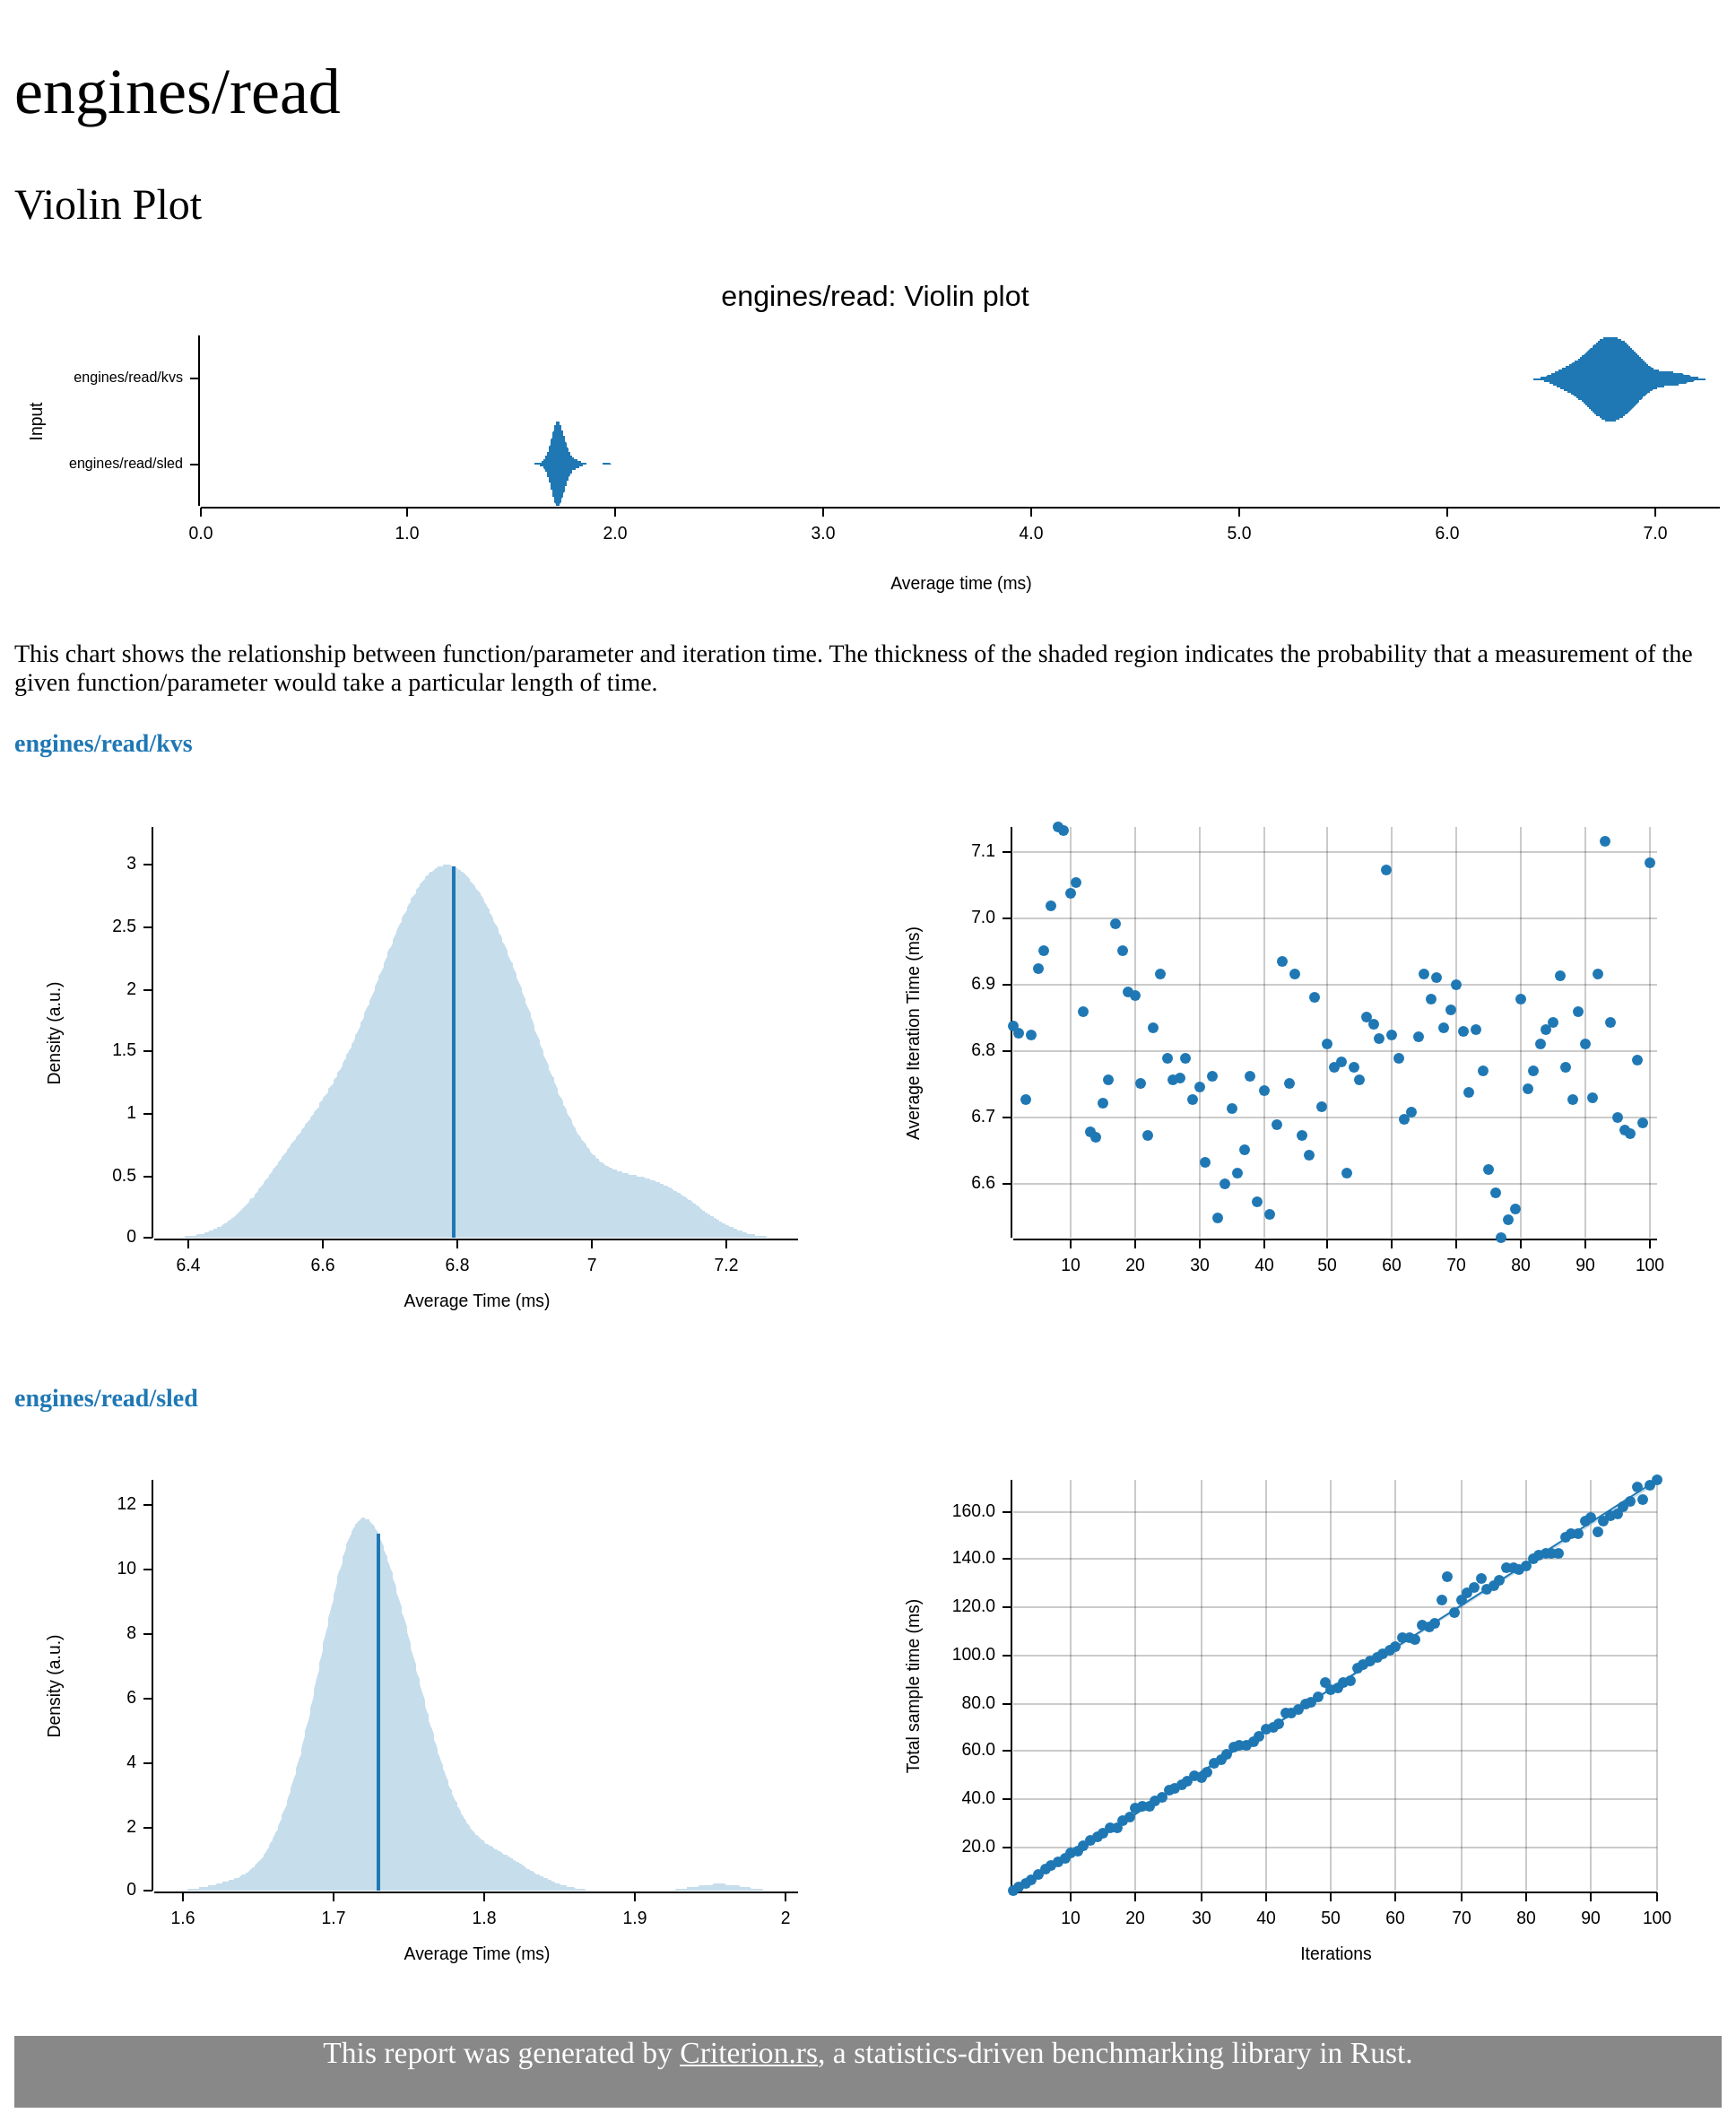 engines/read
Violin Plot
engines/read: Violin plot
Input
engines/read/kvs
engines/read/sled
0.0 1.0 2.0 3.0 4.0 5.0 6.0 7.0
Average time (ms)
This chart shows the relationship between function/parameter and iteration time. The thickness of the shaded region indicates the probability that a measurement of the
given function/parameter would take a particular length of time.
engines/read/kvs
Density (a.u.)
3
2.5
2
1.5
1
0.5
0
6.4 6.6 6.8 7 7.2
Average Time (ms)
Average Iteration Time (ms)
7.1
7.0
6.9
6.8
6.7
6.6
10 20 30 40 50 60 70 80 90 100
engines/read/sled
Density (a.u.)
12
10
8
6
4
2
0
1.6 1.7 1.8 1.9 2
Average Time (ms)
Total sample time (ms)
160.0
140.0
120.0
100.0
80.0
60.0
40.0
20.0
10 20 30 40 50 60 70 80 90 100
Iterations
This report was generated by Criterion.rs, a statistics-driven benchmarking library in Rust.